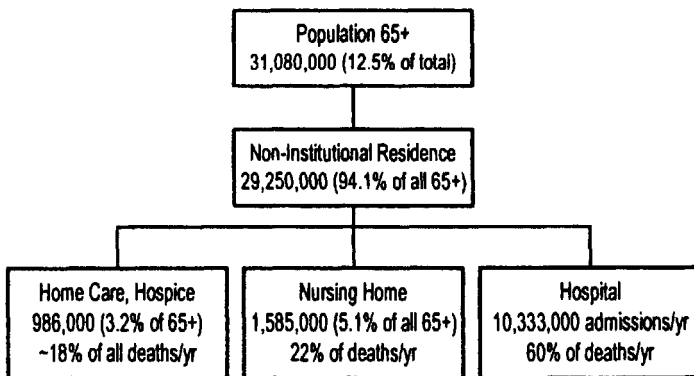 Population 65+
31,080,000 (12.5% of total)
Non-Institutional Residence
29,250,000 (94.1% of all 65+)
Home Care, Hospice
986,000 (3.2% of 65+)
~18% of all deaths/yr
Nursing Home
1,585,000 (5.1% of all 65+)
22% of deaths/yr
Hospital
10,333,000 admissions/yr
60% of deaths/yr